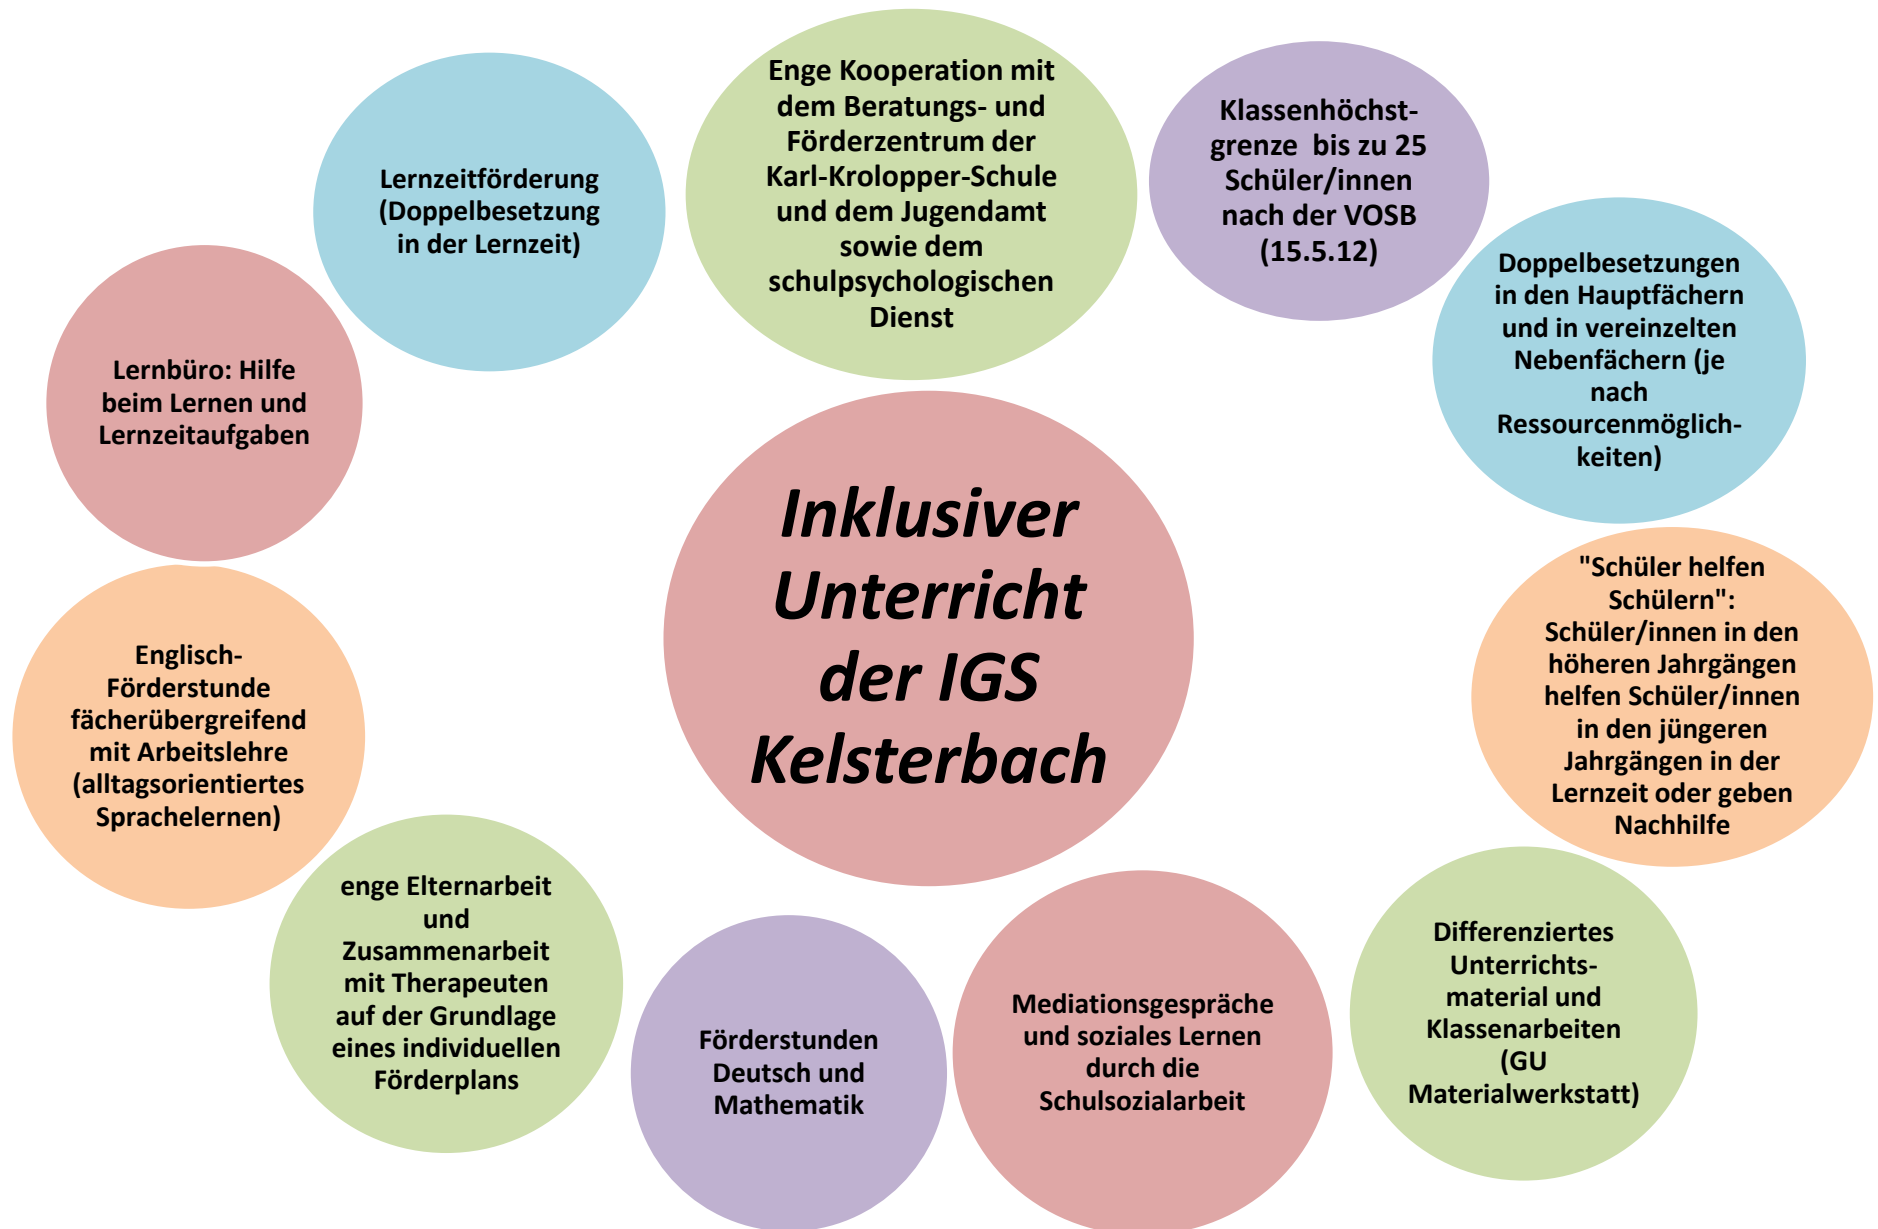 Enge Kooperation mit
dem Beratungs- und
Förderzentrum der
Karl-Krolopper-Schule
und dem Jugendamt
sowie dem
schulpsychologischen
Dienst
Klassenhöchst-
grenze  bis zu 25
Schüler/innen
nach der VOSB
(15.5.12)
Doppelbesetzungen
in den Hauptfächern
und in vereinzelten
Nebenfächern (je
nach
Ressourcenmöglich-
keiten)
"Schüler helfen
Schülern":
Schüler/innen in den
höheren Jahrgängen
helfen Schüler/innen
in den jüngeren
Jahrgängen in der
Lernzeit oder geben
Nachhilfe
Differenziertes
Unterrichts-
material und
Klassenarbeiten
(GU
Materialwerkstatt)
Mediationsgespräche
und soziales Lernen
durch die
Schulsozialarbeit
Förderstunden
Deutsch und
Mathematik
enge Elternarbeit
und
Zusammenarbeit
mit Therapeuten
auf der Grundlage
eines individuellen
Förderplans
Englisch-
Förderstunde
fächerübergreifend
mit Arbeitslehre
(alltagsorientiertes
Sprachelernen)
Lernbüro: Hilfe
beim Lernen und
Lernzeitaufgaben
Lernzeitförderung
(Doppelbesetzung
in der Lernzeit)
Inklusiver
Unterricht
der IGS
Kelsterbach